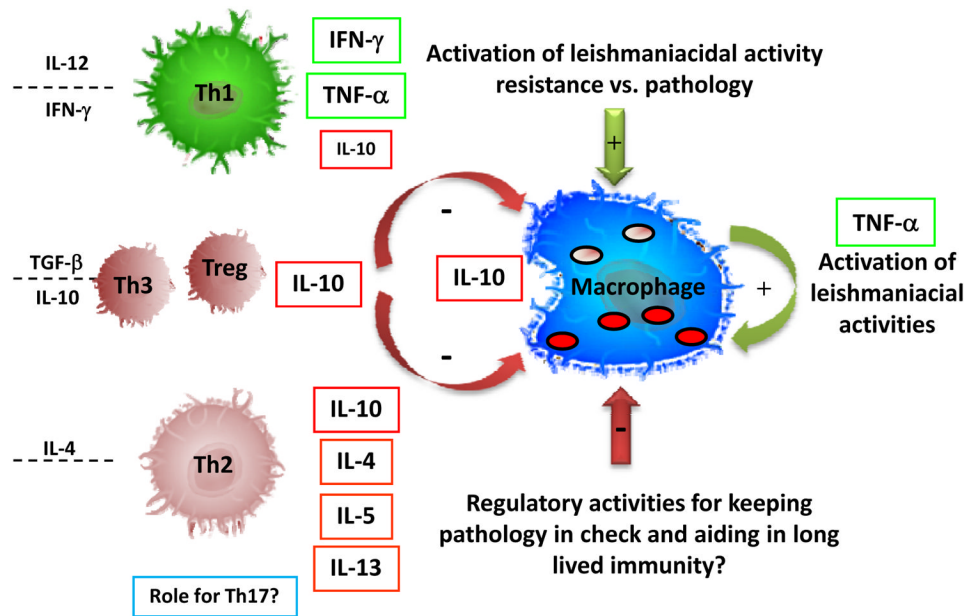 IL-12
IFN-γ
Th1
IFN-γ
TNF-α
IL-10
Activation of leishmaniacidal activity
resistance vs. pathology
+
TGF-β
IL-10
Th3
Treg
IL-10
-
-
IL-10
Macrophage
+
TNF-α
Activation of
leishmaniacial
activities
IL-4
Th2
IL-10
IL-4
IL-5
IL-13
-
Regulatory activities for keeping
pathology in check and aiding in long
lived immunity?
Role for Th17?